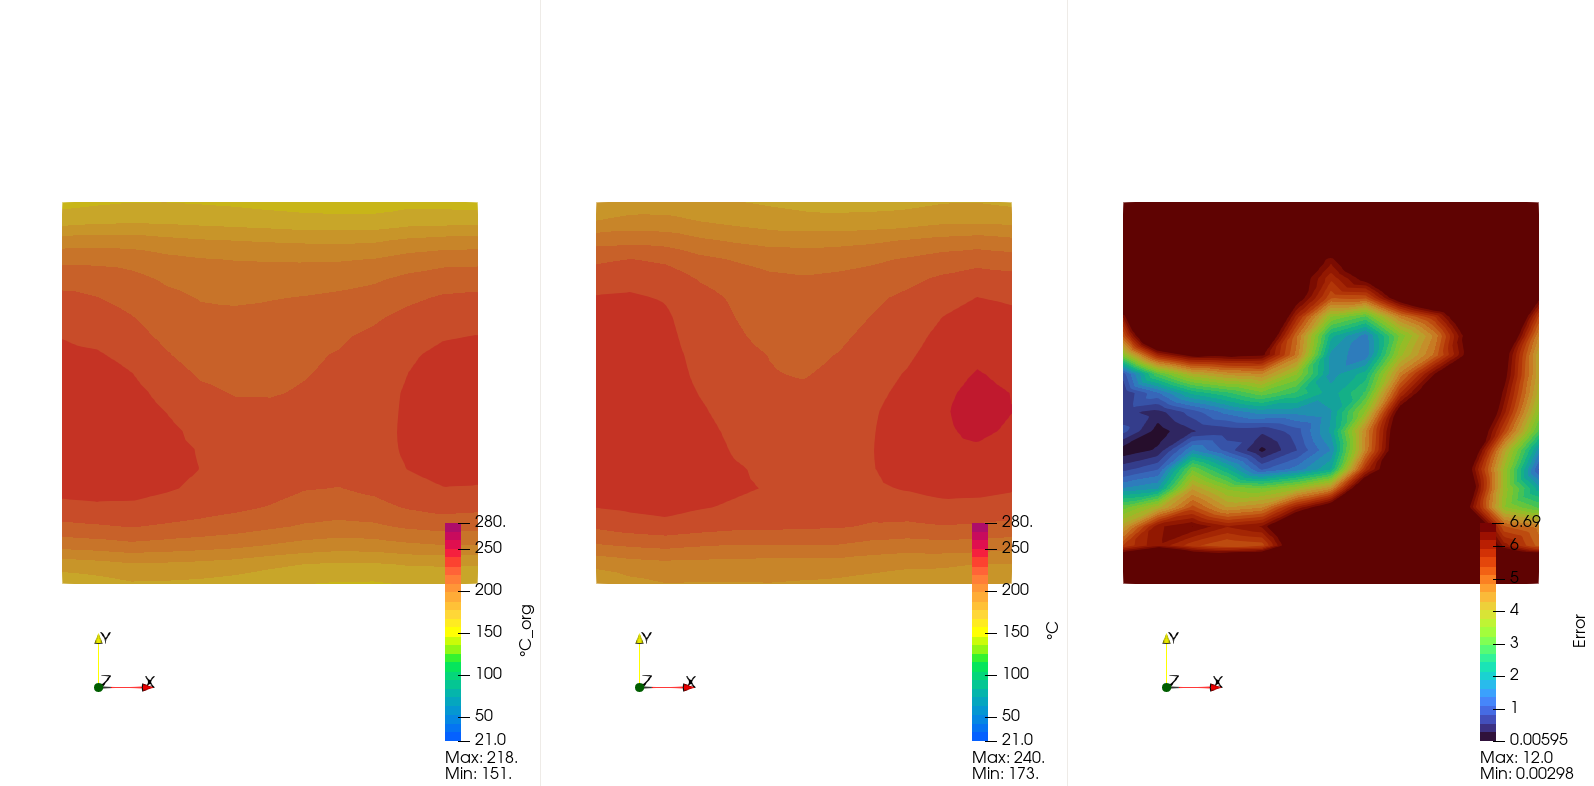 280.
250
200
150
100
50
21.0
°C_org
Max: 218.
Min: 151.
Y
Z
X
280.
250
200
150
100
50
21.0
°C
Max: 240.
Min: 173.
Y
Z
X
6.69
6
5
4
3
2
1
0.00595
Error
Max: 12.0
Min: 0.00298
Y
Z
X